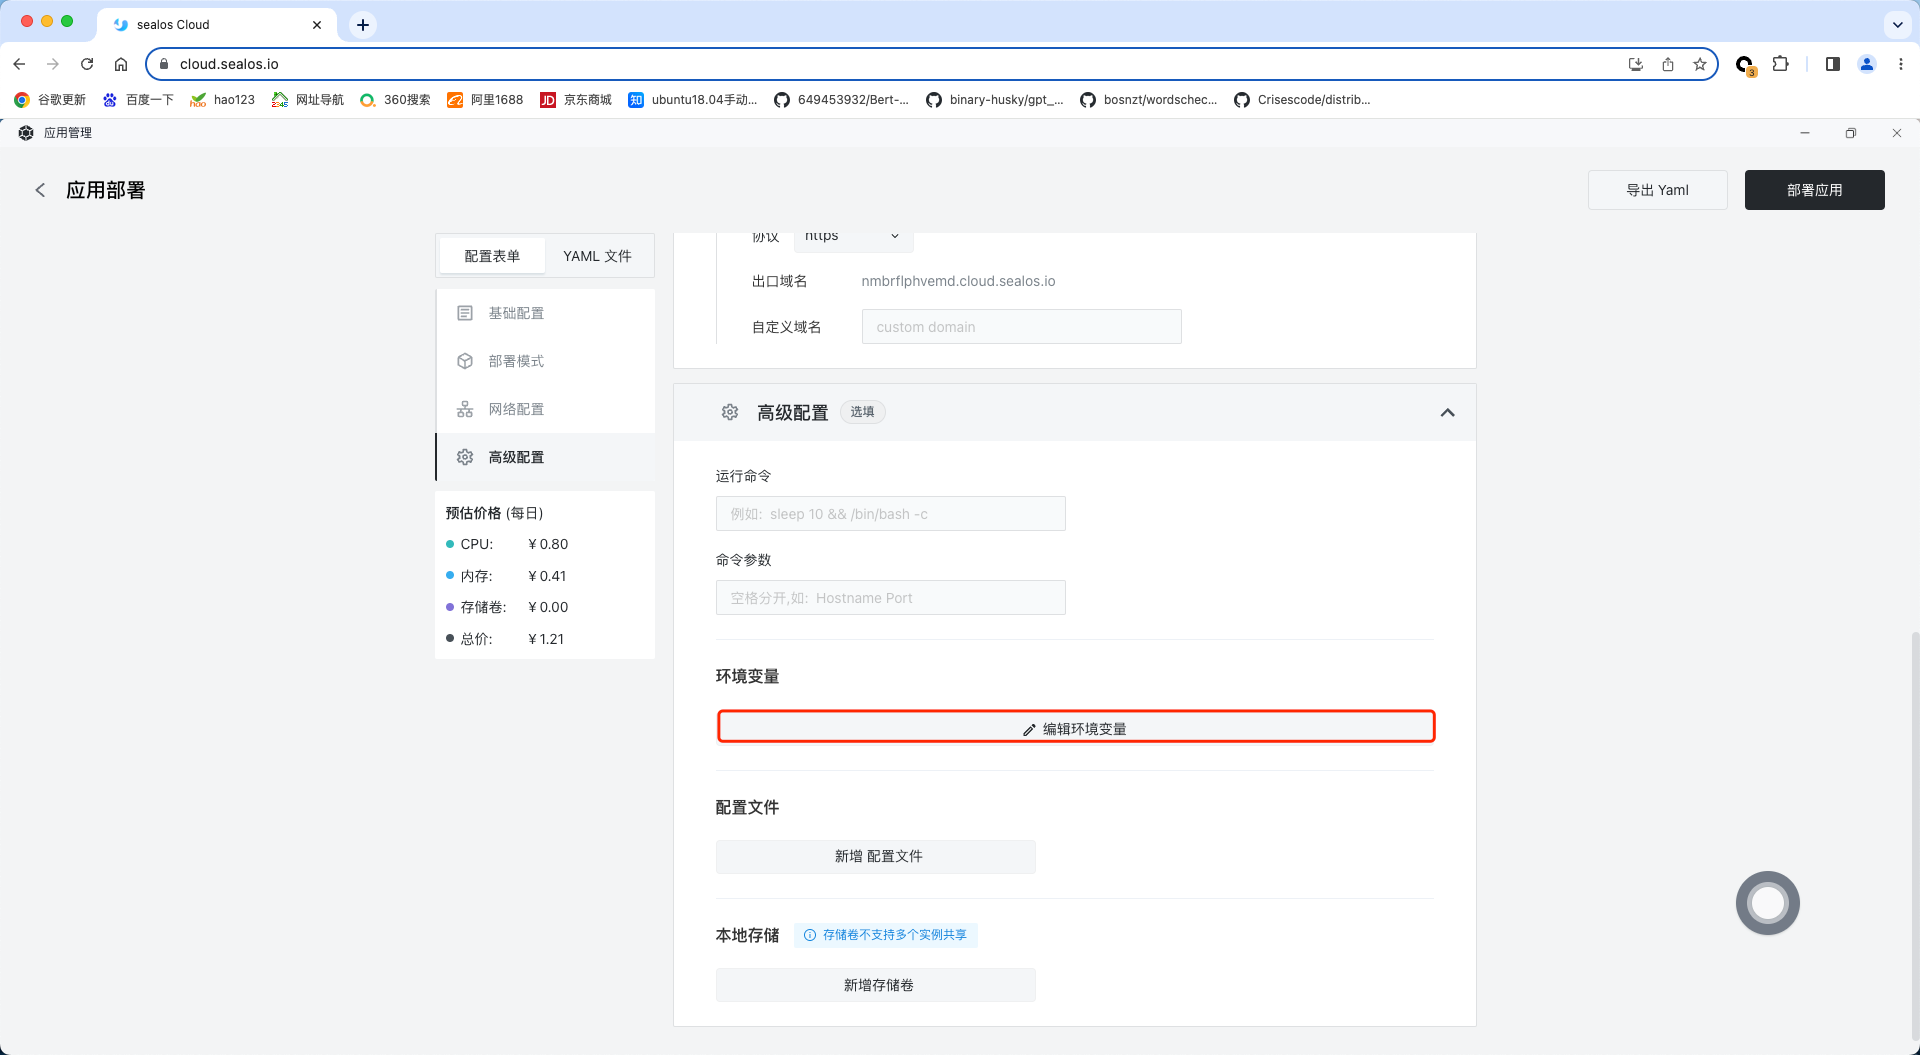 sealos Cloud
cloud.sealos.io
3
谷歌更新
百度一下
hao123
网址导航
360搜索
阿里1688
JD 京东商城
知 ubuntu18.04手动...
649453932/Bert-...
binary-husky/gpt_...
bosnzt/wordschec...
Crisescode/distrib...
应用管理
应用部署
导出 Yaml
部署应用
配置表单
YAML 文件
基础配置
部署模式
网络配置
高级配置
预估价格 (每日)
CPU: ￥0.80
内存: ￥0.41
存储卷: ￥0.00
总价: ￥1.21
协议 https
出口域名 nmbrflphvemd.cloud.sealos.io
自定义域名 custom domain
高级配置 选填
运行命令
例如: sleep 10 && /bin/bash -c
命令参数
空格分开,如: Hostname Port
环境变量
编辑环境变量
配置文件
新增 配置文件
本地存储 存储卷不支持多个实例共享
新增存储卷